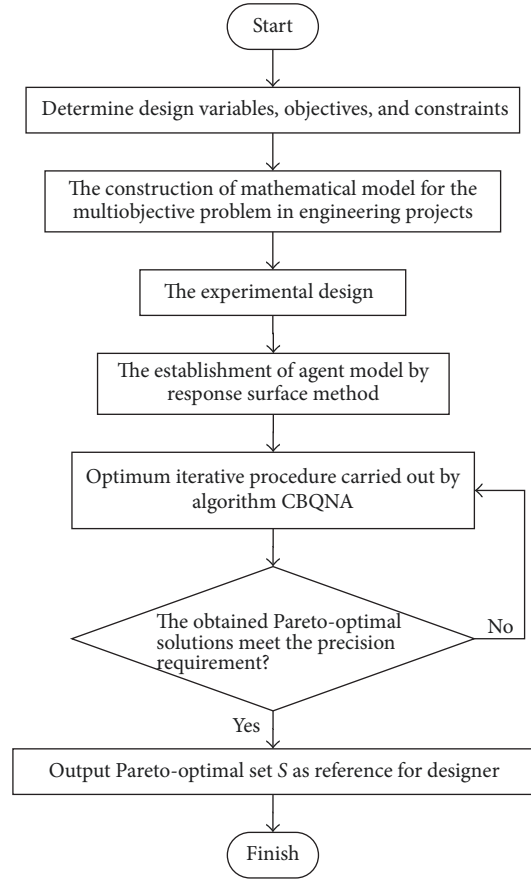 Start
Determine design variables, objectives, and constraints
The construction of mathematical model for the
multiobjective problem in engineering projects
The experimental design
The establishment of agent model by
response surface method
Optimum iterative procedure carried out by
algorithm CBQNA
The obtained Pareto-optimal
solutions meet the precision
requirement?
No
Yes
Output Pareto-optimal set S as reference for designer
Finish